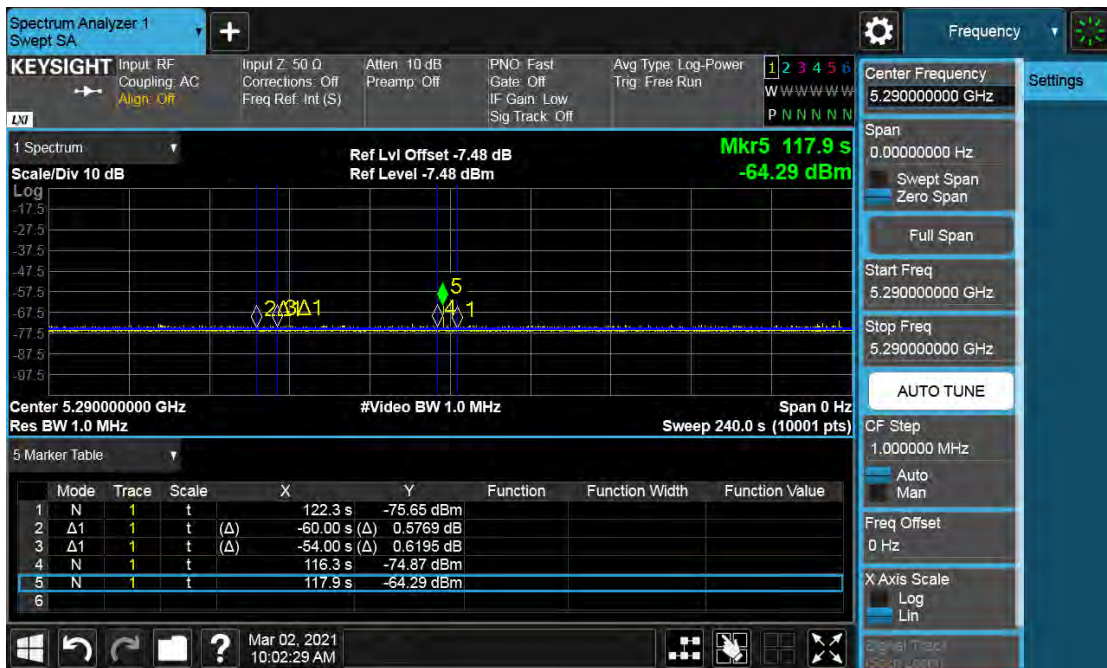 Spectrum Analyzer 1
Swept SA
+
Frequency
KEYSIGHT
LXI
Input: RF
Coupling: AC
Align: Off
Input Z: 50 Ω
Corrections: Off
Freq Ref: Int (S)
Atten: 10 dB
Preamp: Off
PNO: Fast
Gate: Off
IF Gain: Low
Sig Track: Off
Avg Type: Log-Power
Trig: Free Run
1 2 3 4 5 6
W W W W W W
P N N N N N
1 Spectrum
Scale/Div 10 dB
Ref Lvl Offset -7.48 dB
Ref Level -7.48 dBm
Mkr5 117.9 s
-64.29 dBm
Log
-17.5
-27.5
-37.5
-47.5
-57.5
-67.5
-77.5
-87.5
-97.5
5
4
1
Center 5.290000000 GHz
#Video BW 1.0 MHz
Span 0 Hz
Res BW 1.0 MHz
Sweep 240.0 s (10001 pts)
5 Marker Table
Mode Trace Scale X Y Function Function Width Function Value
1 N 1 t 122.3 s -75.65 dBm
2 Δ1 1 t (Δ) -60.00 s (Δ) 0.5769 dB
3 Δ1 1 t (Δ) -54.00 s (Δ) 0.6195 dB
4 N 1 t 116.3 s -74.87 dBm
5 N 1 t 117.9 s -64.29 dBm
6
?
Mar 02, 2021
10:02:29 AM
Center Frequency
5.290000000 GHz
Span
0.00000000 Hz
Swept Span
Zero Span
Full Span
Start Freq
5.290000000 GHz
Stop Freq
5.290000000 GHz
AUTO TUNE
CF Step
1.000000 MHz
Auto
Man
Freq Offset
0 Hz
X Axis Scale
Log
Lin
Signal Track
Settings